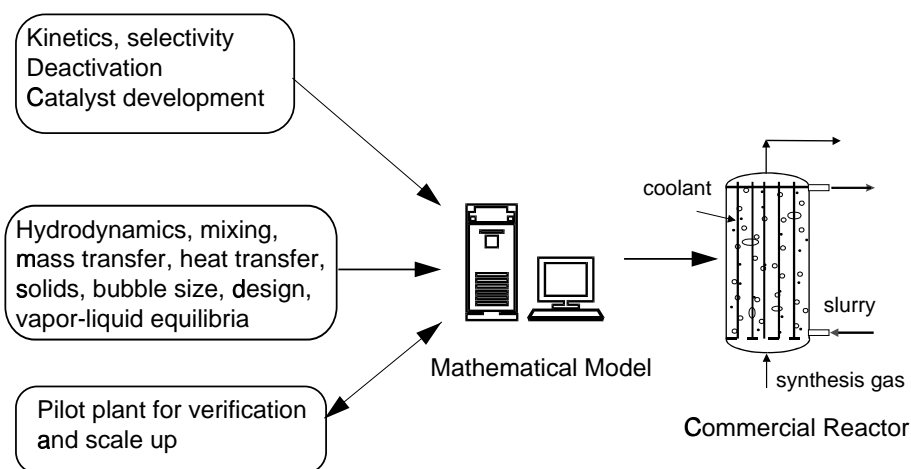 Kinetics, selectivity
Deactivation
Catalyst development
Hydrodynamics, mixing,
mass transfer, heat transfer,
solids, bubble size, design,
vapor-liquid equilibria
Pilot plant for verification
and scale up
Mathematical Model
coolant
slurry
synthesis gas
Commercial Reactor